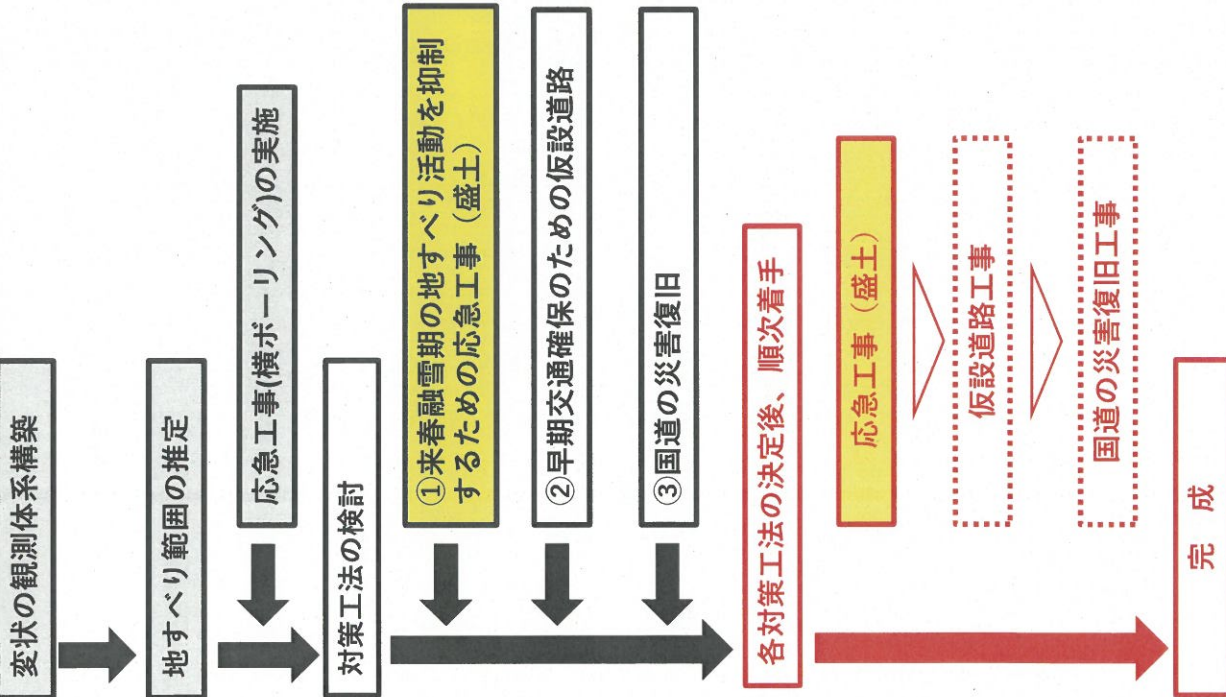 変状の観測体系構築
地すべり範囲の推定
応急工事(横ボーリング)の実施
対策工法の検討
①来春融雪期の地すべり活動を抑制
するための応急工事（盛土）
②早期交通確保のための仮設道路
③国道の災害復旧
各対策工法の決定後、順次着手
応急工事（盛土）
仮設道路工事
国道の災害復旧工事
完　成